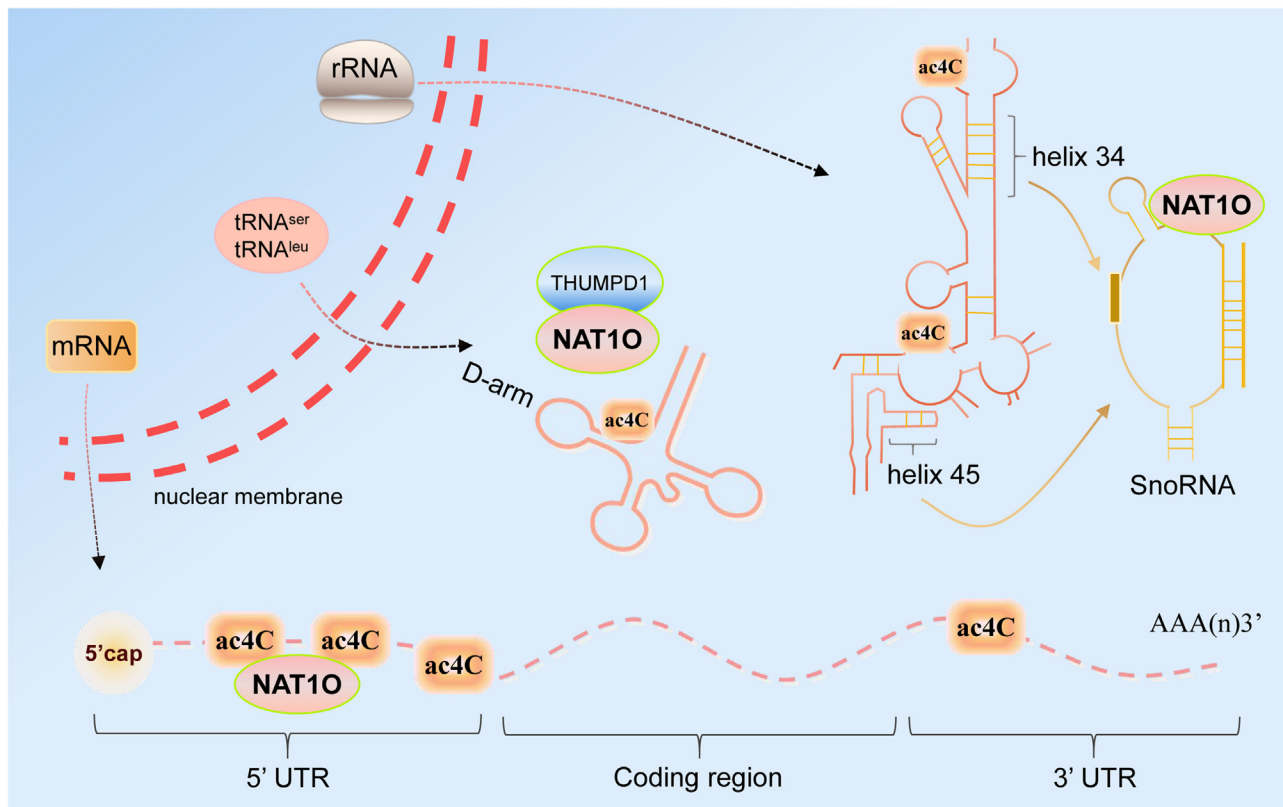 rRNA
ac4C
helix 34
tRNAˢᵉʳ
tRNAˡᵉᵘ
NAT1O
THUMPD1
NAT1O
mRNA
ac4C
D-arm
ac4C
helix 45
SnoRNA
nuclear membrane
5'cap
ac4C
ac4C
ac4C
NAT1O
ac4C
AAA(n)3'
5' UTR
Coding region
3' UTR